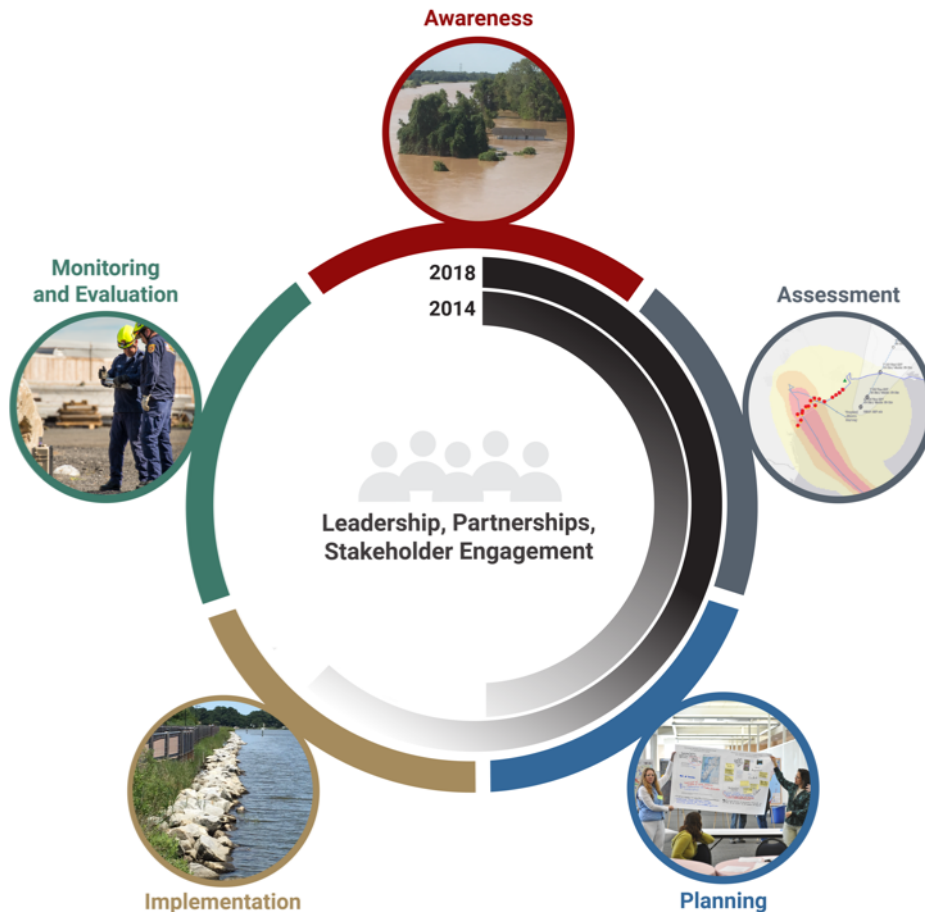 Awareness
Monitoring
and Evaluation
2018
2014
Assessment
Leadership, Partnerships,
Stakeholder Engagement
Implementation
Planning